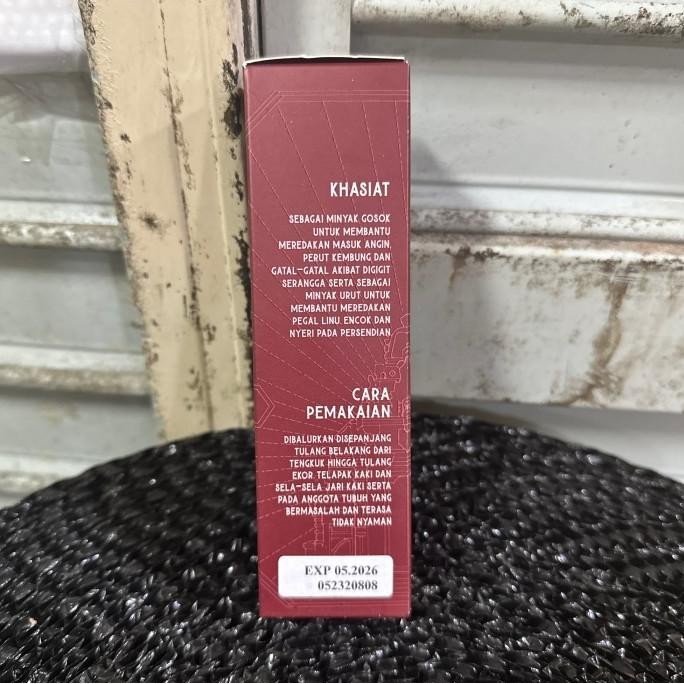 KHASIAT
SEBAGAI MINYAK GOSOK
UNTUK MEMBANTU
MEREDAKAN MASUK ANGIN,
PERUT KEMBUNG DAN
GATAL-GATAL AKIBAT DIGIGIT
SERANGGA SERTA SEBAGAI
MINYAK URUT UNTUK
MEMBANTU MEREDAKAN
PEGAL LINU, ENCOK DAN
NYERI PADA PERSENDIAN
CARA
PEMAKAIAN
DIBALURKAN DISEPANJANG
TULANG BELAKANG DARI
TENGKUK HINGGA TULANG
EKOR, TELAPAK KAKI DAN
SELA-SELA JARI KAKI SERTA
PADA ANGGOTA TUBUH YANG
BERMASALAH DAN TERASA
TIDAK NYAMAN
EXP 05.2026
052320808